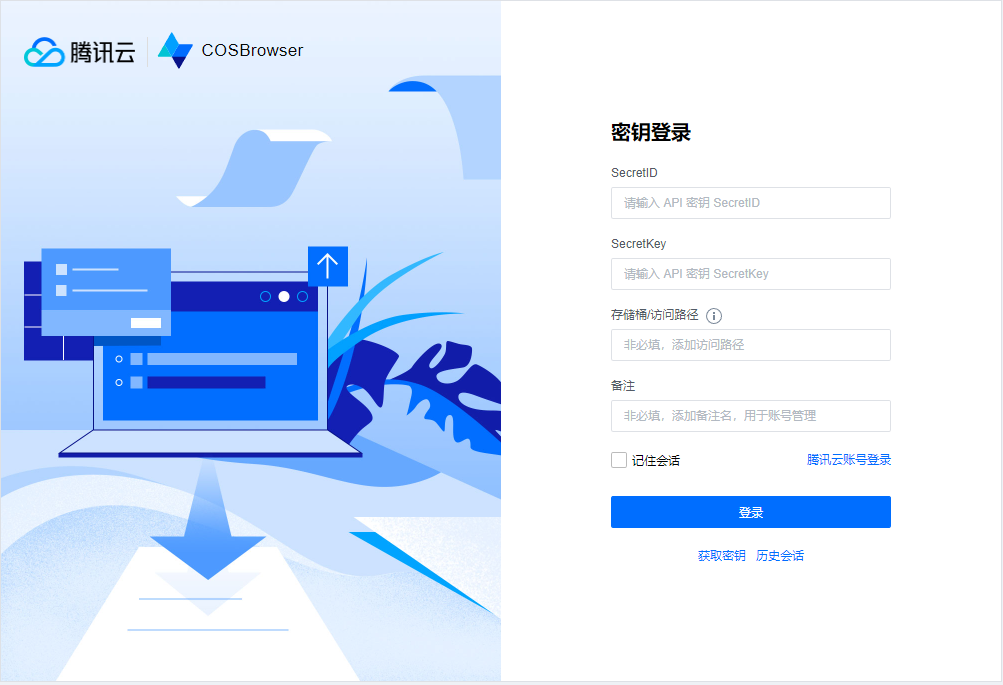 腾讯云
COSBrowser
密钥登录
SecretID
请输入 API 密钥 SecretID
SecretKey
请输入 API 密钥 SecretKey
存储桶/访问路径
非必填，添加访问路径
备注
非必填，添加备注名，用于账号管理
记住会话 腾讯云账号登录
登录
获取密钥 历史会话